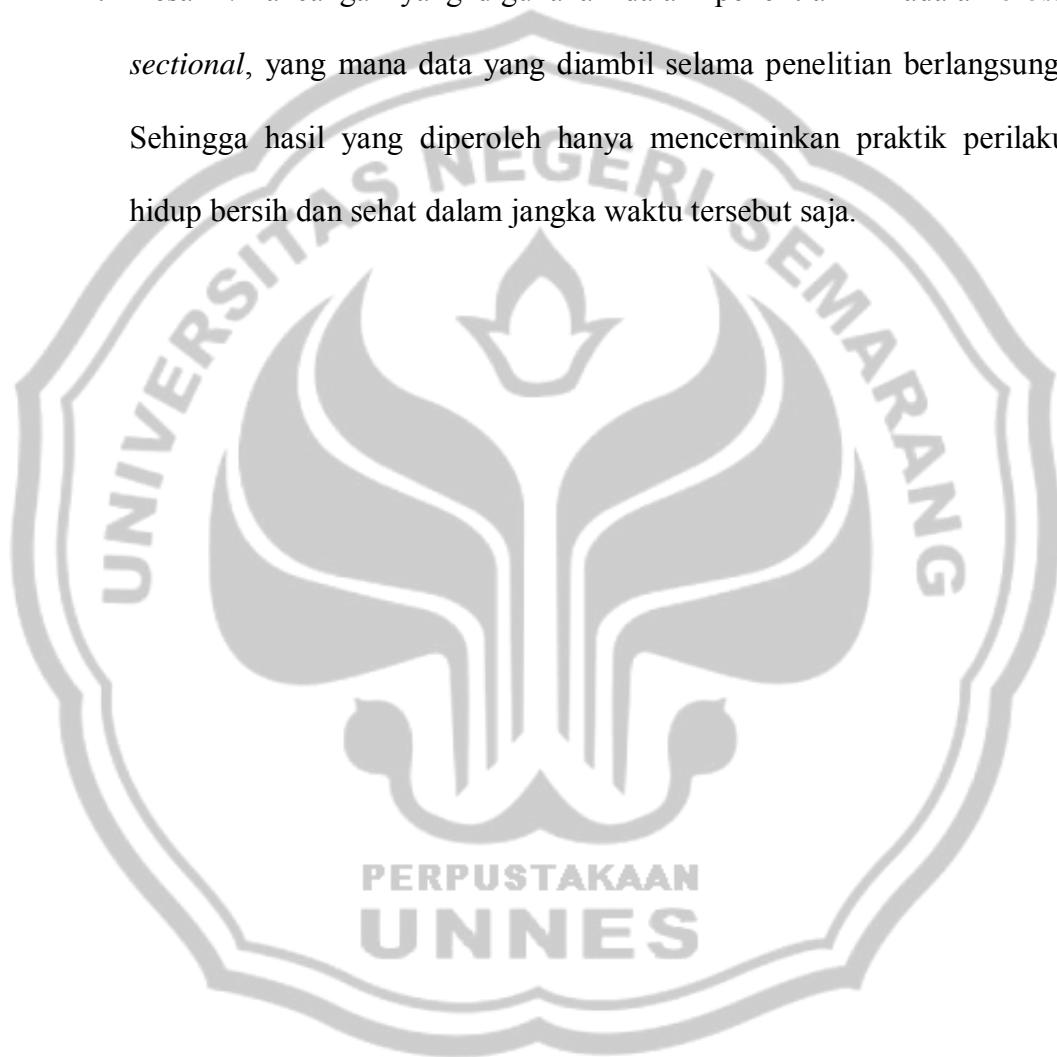 sectional, yang mana data yang diambil selama penelitian berlangsung
Sehingga hasil yang diperoleh hanya mencerminkan praktik perilaku
hidup bersih dan sehat dalam jangka waktu tersebut saja.
UNIVERSITAS NEGERI SEMARANG
PERPUSTAKAAN
UNNES